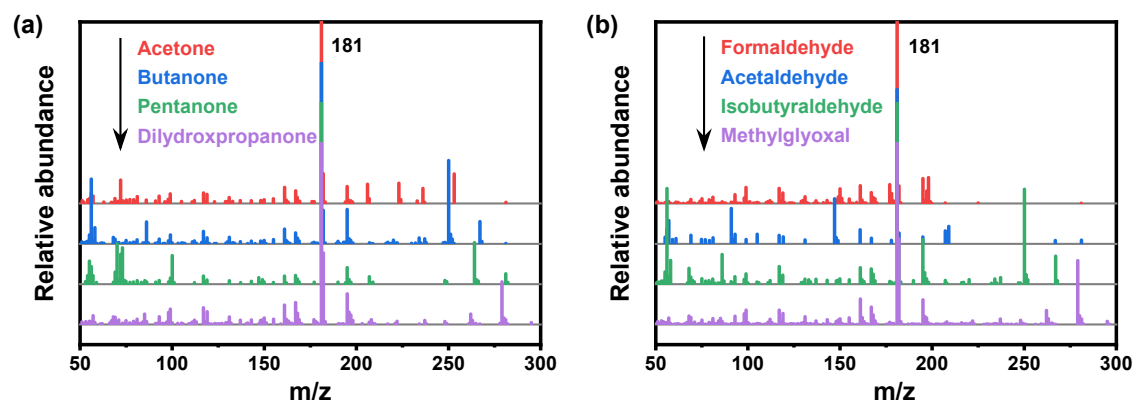 (a)
Relative abundance
Acetone
Butanone
Pentanone
Dilydroxpropanone
181
50 100 150 200 250 300
m/z
(b)
Relative abundance
Formaldehyde
Acetaldehyde
Isobutyraldehyde
Methylglyoxal
181
50 100 150 200 250 300
m/z